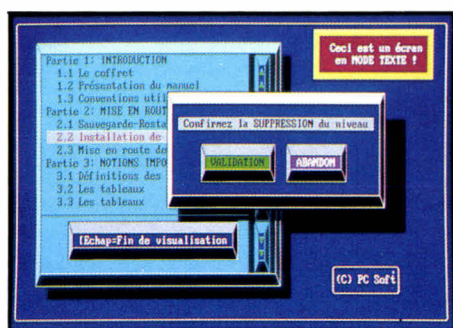 Ceci est un écran
en MODE TEXTE !
Partie 1: INTRODUCTION
1.1 Le coffret
1.2 Présentation du manuel
1.3 Conventions util
Partie 2: MISE EN ROUT
2.1 Sauvegarde-Resta
2.2 Installation de
2.3 Mise en route de
Partie 3: NOTIONS IMPO
3.1 Définitions des
3.2 Les tableaux
3.3 Les tableaux
Confirmez la SUPPRESSION du niveau
VALIDATION
ABANDON
[Echap=Fin de visualisation
(C) PC Soft